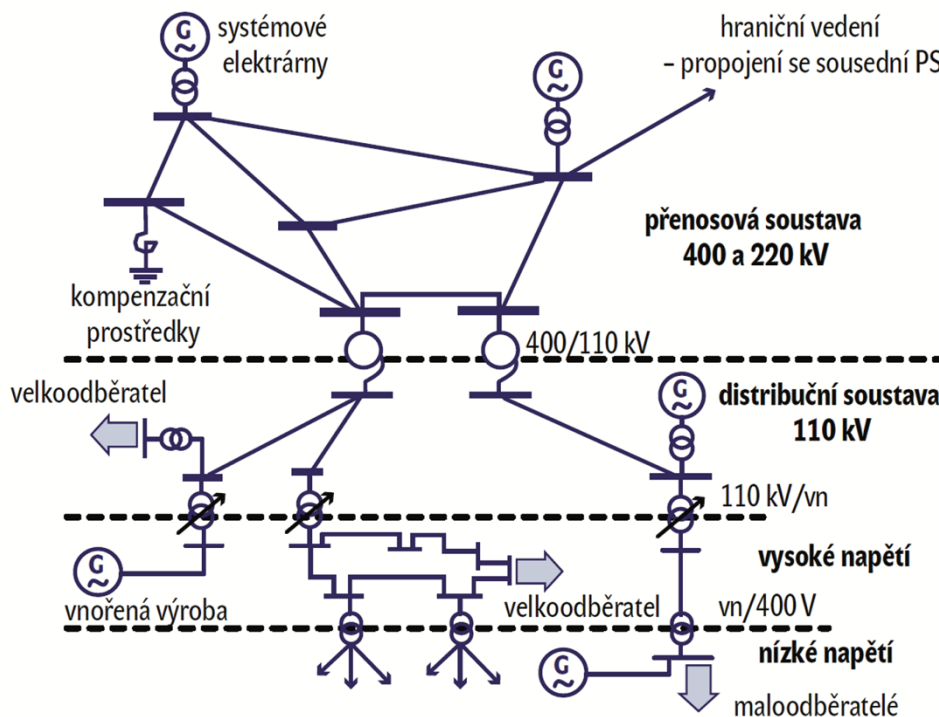 G
systémové
elektrárny
G
hraniční vedení
– propojení se sousední PS
přenosová soustava
400 a 220 kV
kompenzační
prostředky
400/110 kV
velkoodběratel
G
distribuční soustava
110 kV
110 kV/vn
G
vnořená výroba
vysoké napětí
velkoodběratel
vn/400 V
nízké napětí
G
maloodběratelé